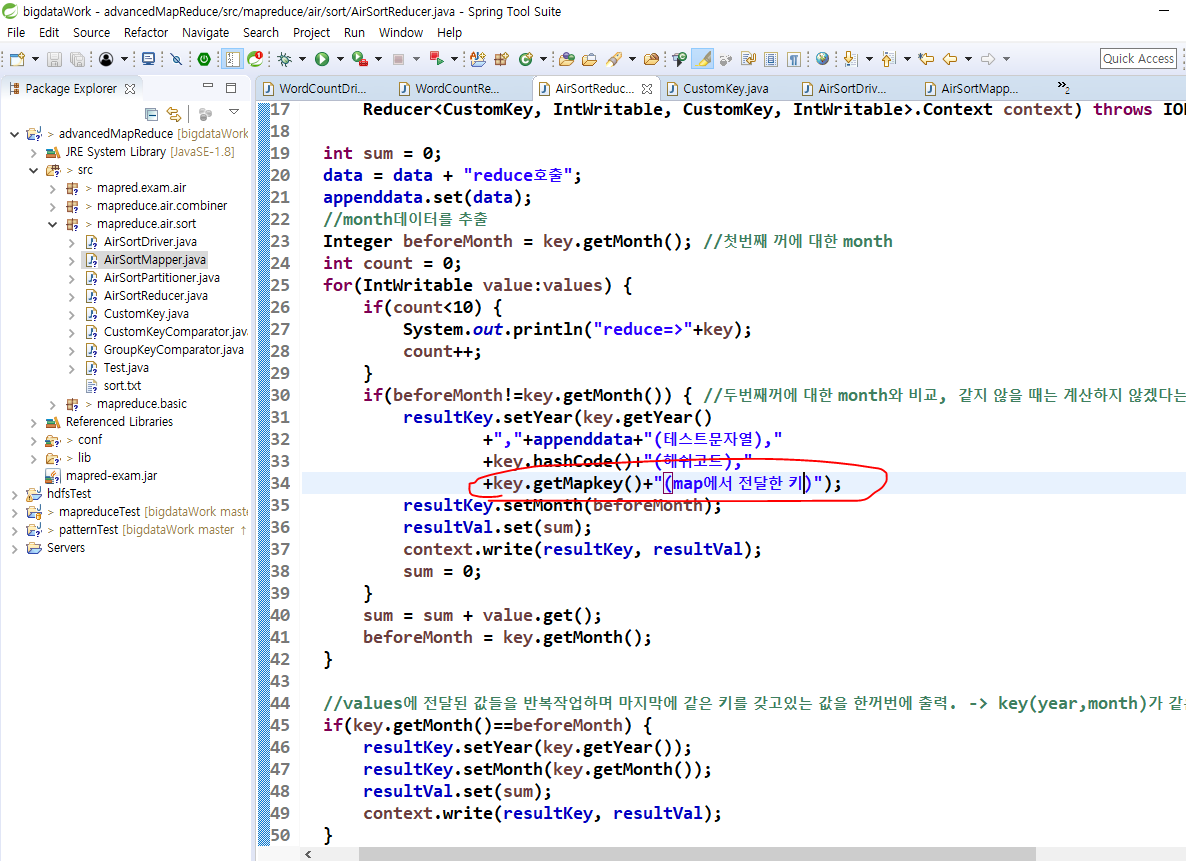 bigdataWork - advancedMapReduce/src/mapreduce/air/sort/AirSortReducer.java - Spring Tool Suite
File Edit Source Refactor Navigate Search Project Run Window Help
Quick Access
Package Explorer
WordCountDri...
WordCountRe...
AirSortReduc...
CustomKey.java
AirSortDriv...
AirSortMapp...
»2
> advancedMapReduce [bigdataWork
JRE System Library [JavaSE-1.8]
> src
> mapred.exam.air
> mapreduce.air.combiner
> mapreduce.air.sort
AirSortDriver.java
AirSortMapper.java
AirSortPartitioner.java
AirSortReducer.java
CustomKey.java
CustomKeyComparator.java
GroupKeyComparator.java
Test.java
sort.txt
> mapreduce.basic
Referenced Libraries
> conf
> lib
mapred-exam.jar
hdfsTest
> mapreduceTest [bigdataWork mast
> patternTest [bigdataWork master ↑
Servers
17 Reducer<CustomKey, IntWritable, CustomKey, IntWritable>.Context context) throws IOE
18
19 int sum = 0;
20 data = data + "reduce호출";
21 appenddata.set(data);
22 //month데이터를 추출
23 Integer beforeMonth = key.getMonth(); //첫번째 꺼에 대한 month
24 int count = 0;
25 for(IntWritable value:values) {
26 if(count<10) {
27 System.out.println("reduce=>"+key);
28 count++;
29 }
30 if(beforeMonth!=key.getMonth()) { //두번째꺼에 대한 month와 비교, 같지 않을 때는 계산하지 않겠다는
31 resultKey.setYear(key.getYear()
32 +","+appenddata+"(테스트문자열),"
33 +key.hashCode()+"(해쉬코드),"
34 +key.getMapkey()+"(map에서 전달한 키)");
35 resultKey.setMonth(beforeMonth);
36 resultVal.set(sum);
37 context.write(resultKey, resultVal);
38 sum = 0;
39 }
40 sum = sum + value.get();
41 beforeMonth = key.getMonth();
42 }
43
44 //values에 전달된 값들을 반복작업하며 마지막에 같은 키를 갖고있는 값을 한꺼번에 출력. -> key(year,month)가 같은
45 if(key.getMonth()==beforeMonth) {
46 resultKey.setYear(key.getYear());
47 resultKey.setMonth(key.getMonth());
48 resultVal.set(sum);
49 context.write(resultKey, resultVal);
50 }